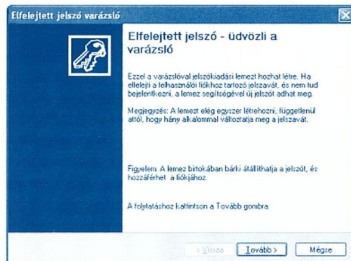 Elfelejtett jelszó varázsló
Elfelejtett jelszó - üdvözli a
varázsló
Ezzel a varázslóval jelszókiadási lemezt hozhat létre. Ha
elfelejti a felhasználói fiókhoz tartozó jelszavát, és nem tud
bejelentkezni, a lemez segítségével új jelszót adhat meg.
Megjegyzés: A lemezt elég egyszer létrehozni, függetlenül
attól, hogy hány alkalommal változtatja meg a jelszavát.
Figyelem: A lemez birtokában bárki átállíthatja a jelszót, és
hozzáférhet a fiókjához.
A folytatáshoz kattintson a Tovább gombra.
< Vissza Tovább > Mégse